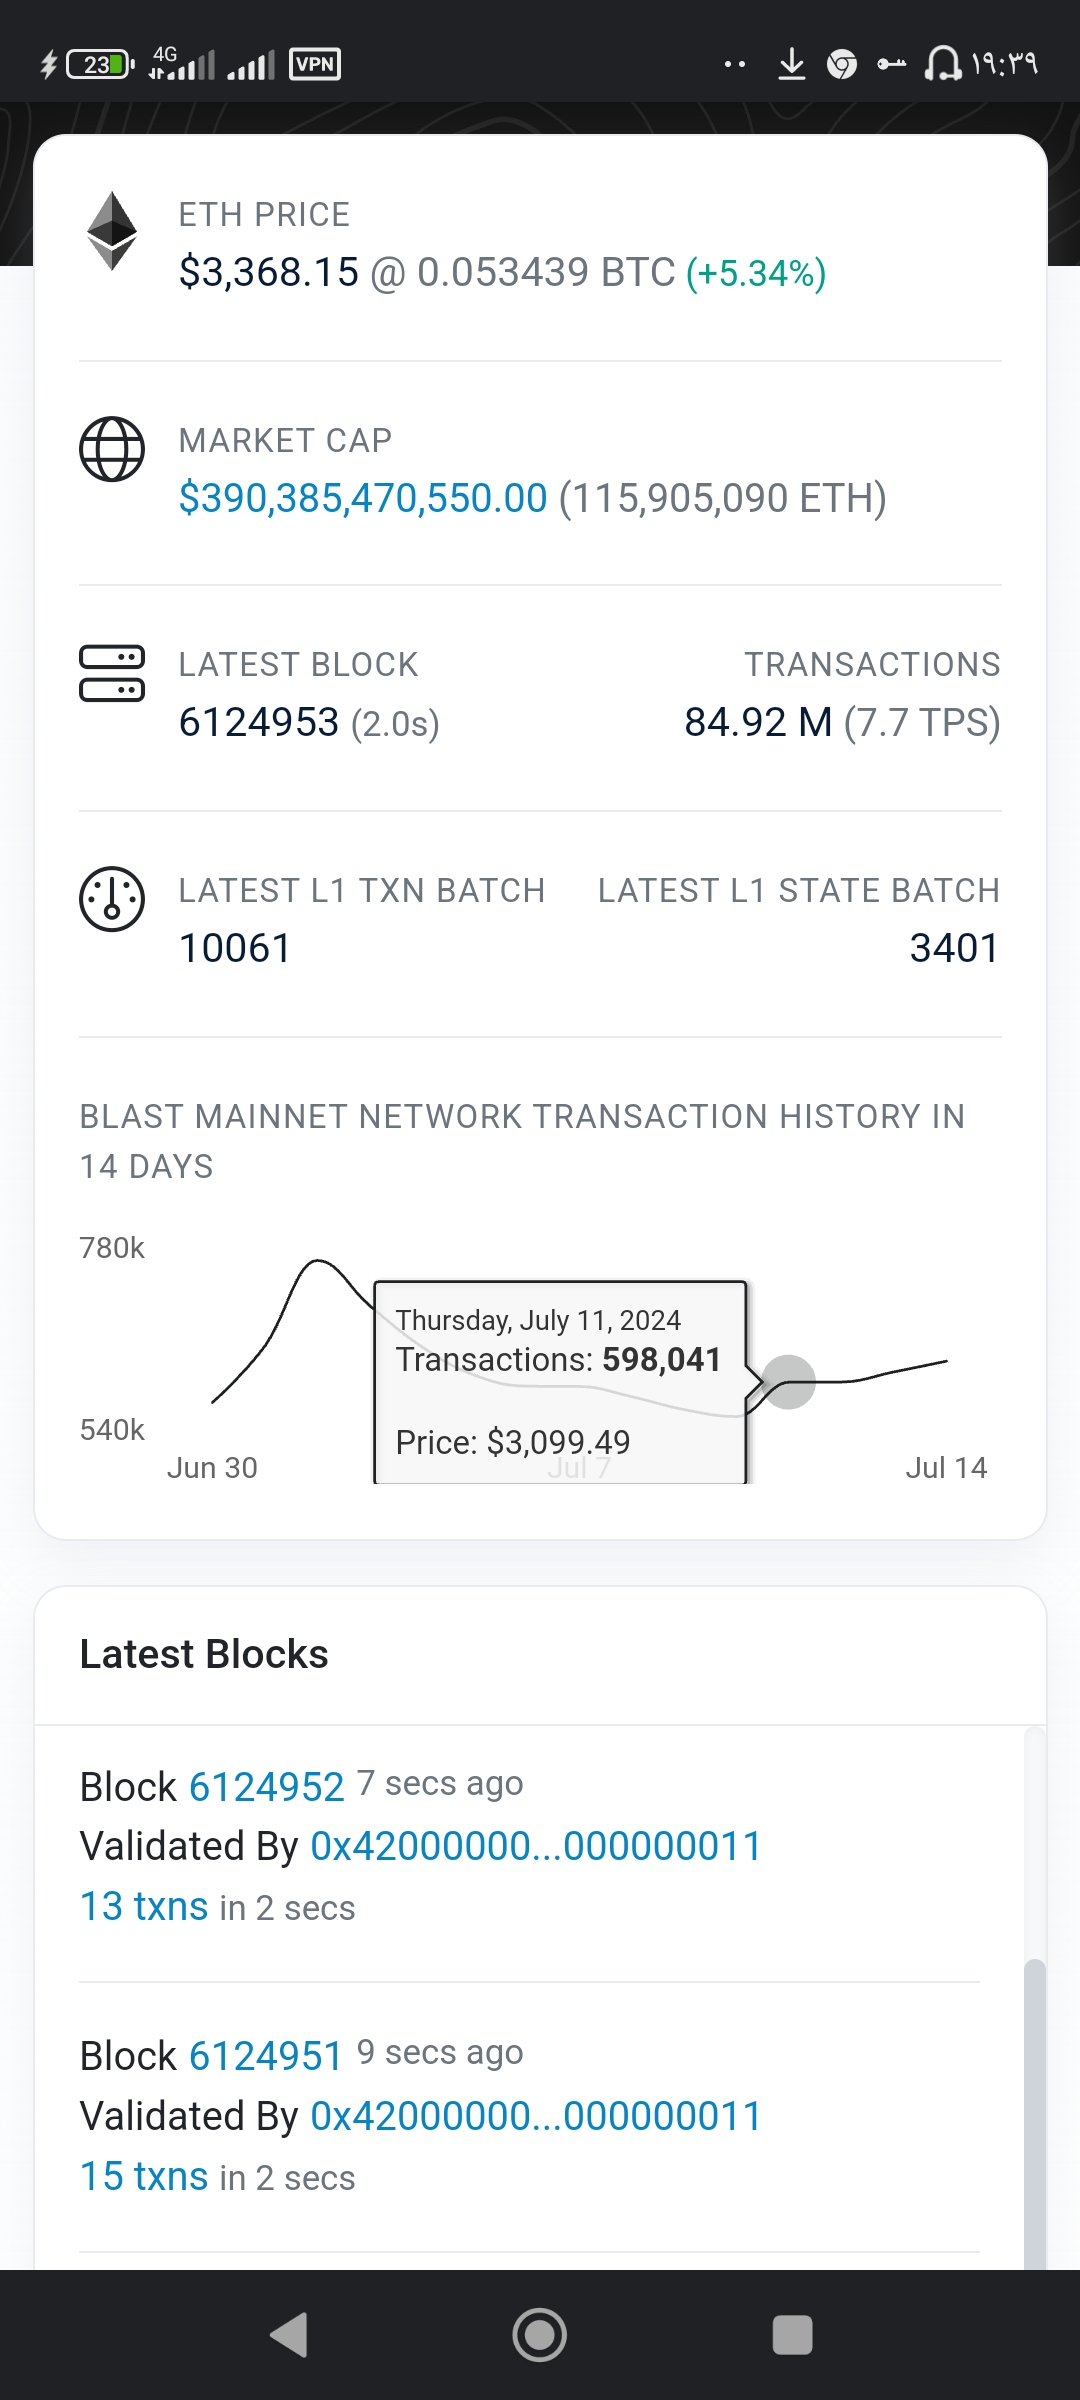 23 4G VPN ١٩:٣٩
ETH PRICE
$3,368.15 @ 0.053439 BTC (+5.34%)
MARKET CAP
$390,385,470,550.00 (115,905,090 ETH)
LATEST BLOCK TRANSACTIONS
6124953 (2.0s) 84.92 M (7.7 TPS)
LATEST L1 TXN BATCH LATEST L1 STATE BATCH
10061 3401
BLAST MAINNET NETWORK TRANSACTION HISTORY IN
14 DAYS
780k
Thursday, July 11, 2024
Transactions: 598,041
540k
Price: $3,099.49
Jun 30 Jul 7 Jul 14
Latest Blocks
Block 6124952 7 secs ago
Validated By 0x42000000...000000011
13 txns in 2 secs
Block 6124951 9 secs ago
Validated By 0x42000000...000000011
15 txns in 2 secs